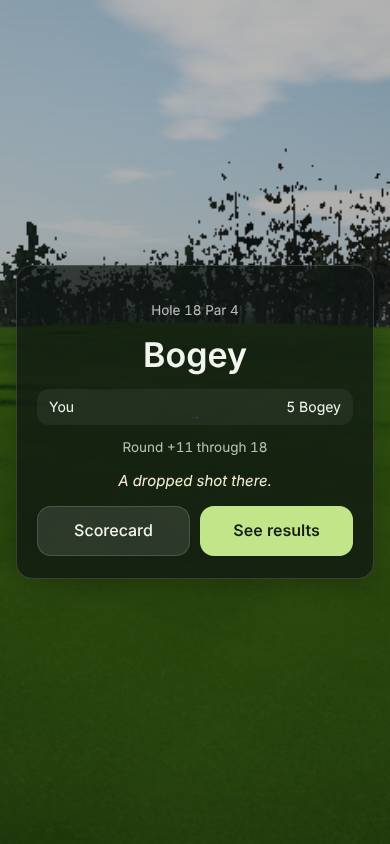 Hole 18 Par 4
Bogey
You 5 Bogey
Round +11 through 18
A dropped shot there.
Scorecard See results